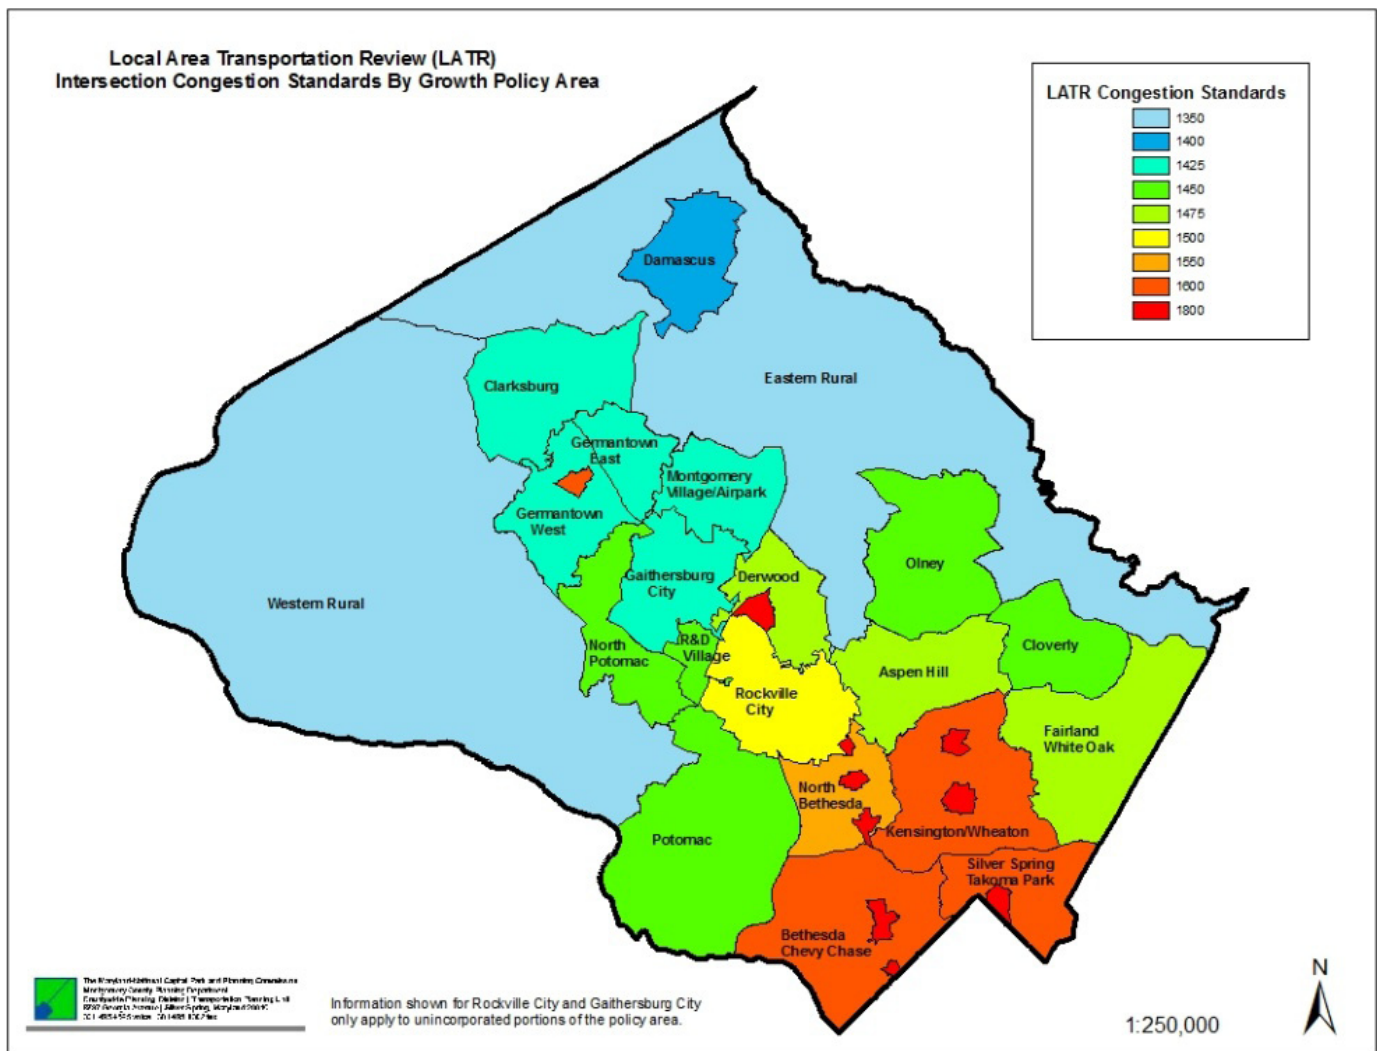 Local Area Transportation Review (LATR)
Intersection Congestion Standards By Growth Policy Area
LATR Congestion Standards
1350
1400
1425
1450
1475
1500
1550
1600
1800
Damascus
Eastern Rural
Clarksburg
Germantown
East
Montgomery
Village/Airpark
Germantown
West
Olney
Gaithersburg
City
Derwood
Western Rural
R&D
Village
North
Potomac
Cloverly
Aspen Hill
Rockville
City
Fairland
White Oak
North
Bethesda
Kensington/Wheaton
Potomac
Silver Spring
Takoma Park
Bethesda
Chevy Chase
The Maryland-National Capital Park and Planning Commission
Montgomery County Planning Department
Information shown for Rockville City and Gaithersburg City
only apply to unincorporated portions of the policy area.
1:250,000
N